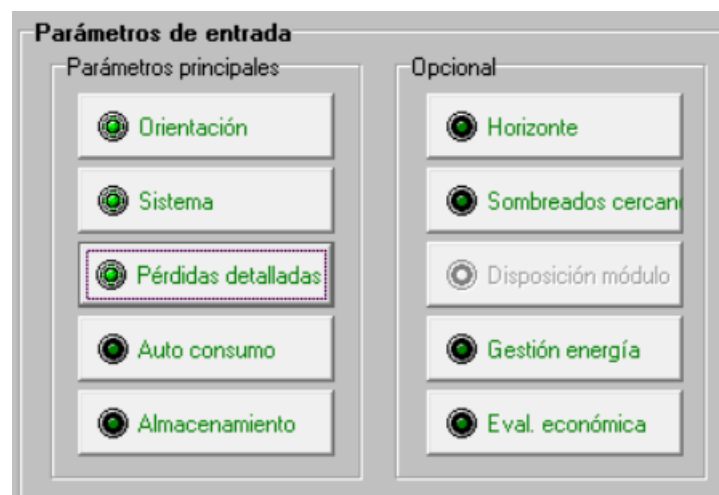 Parámetros de entrada
Parámetros principales
Orientación
Sistema
Pérdidas detalladas
Auto consumo
Almacenamiento
Opcional
Horizonte
Sombreados cercan
Disposición módulo
Gestión energía
Eval. económica